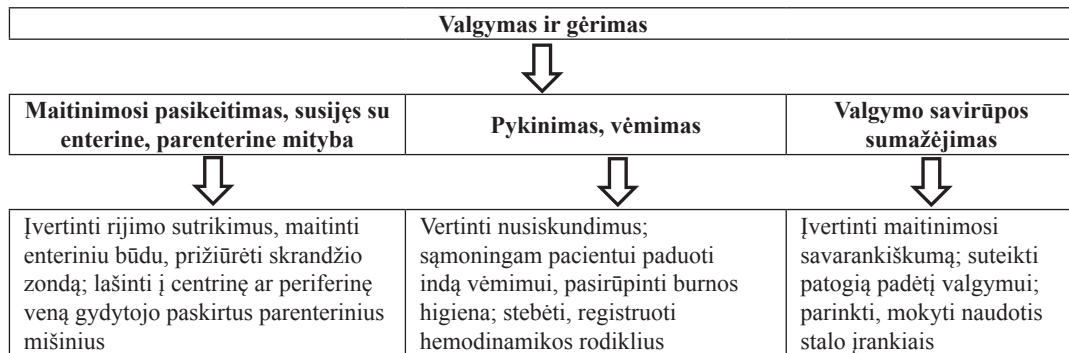 Valgymas ir gėrimas
Maitinimosi pasikeitimas, susijęs su
enterine, parenterine mityba
Pykinimas, vėmimas
Valgymo savirūpos
sumažėjimas
Įvertinti rijimo sutrikimus, maitinti
enteriniu būdu, prižiūrėti skrandžio
zondą; lašinti į centrinę ar periferinę
veną gydytojo paskirtus parenterinius
mišinius
Vertinti nusiskundimus;
sąmoningam pacientui paduoti
indą vėmimui, pasirūpinti burnos
higiena; stebėti, registruoti
hemodinamikos rodiklius
Įvertinti maitinimosi
savarankiškumą; suteikti
patogią padėtį valgymui;
parinkti, mokyti naudotis
stalo įrankiais